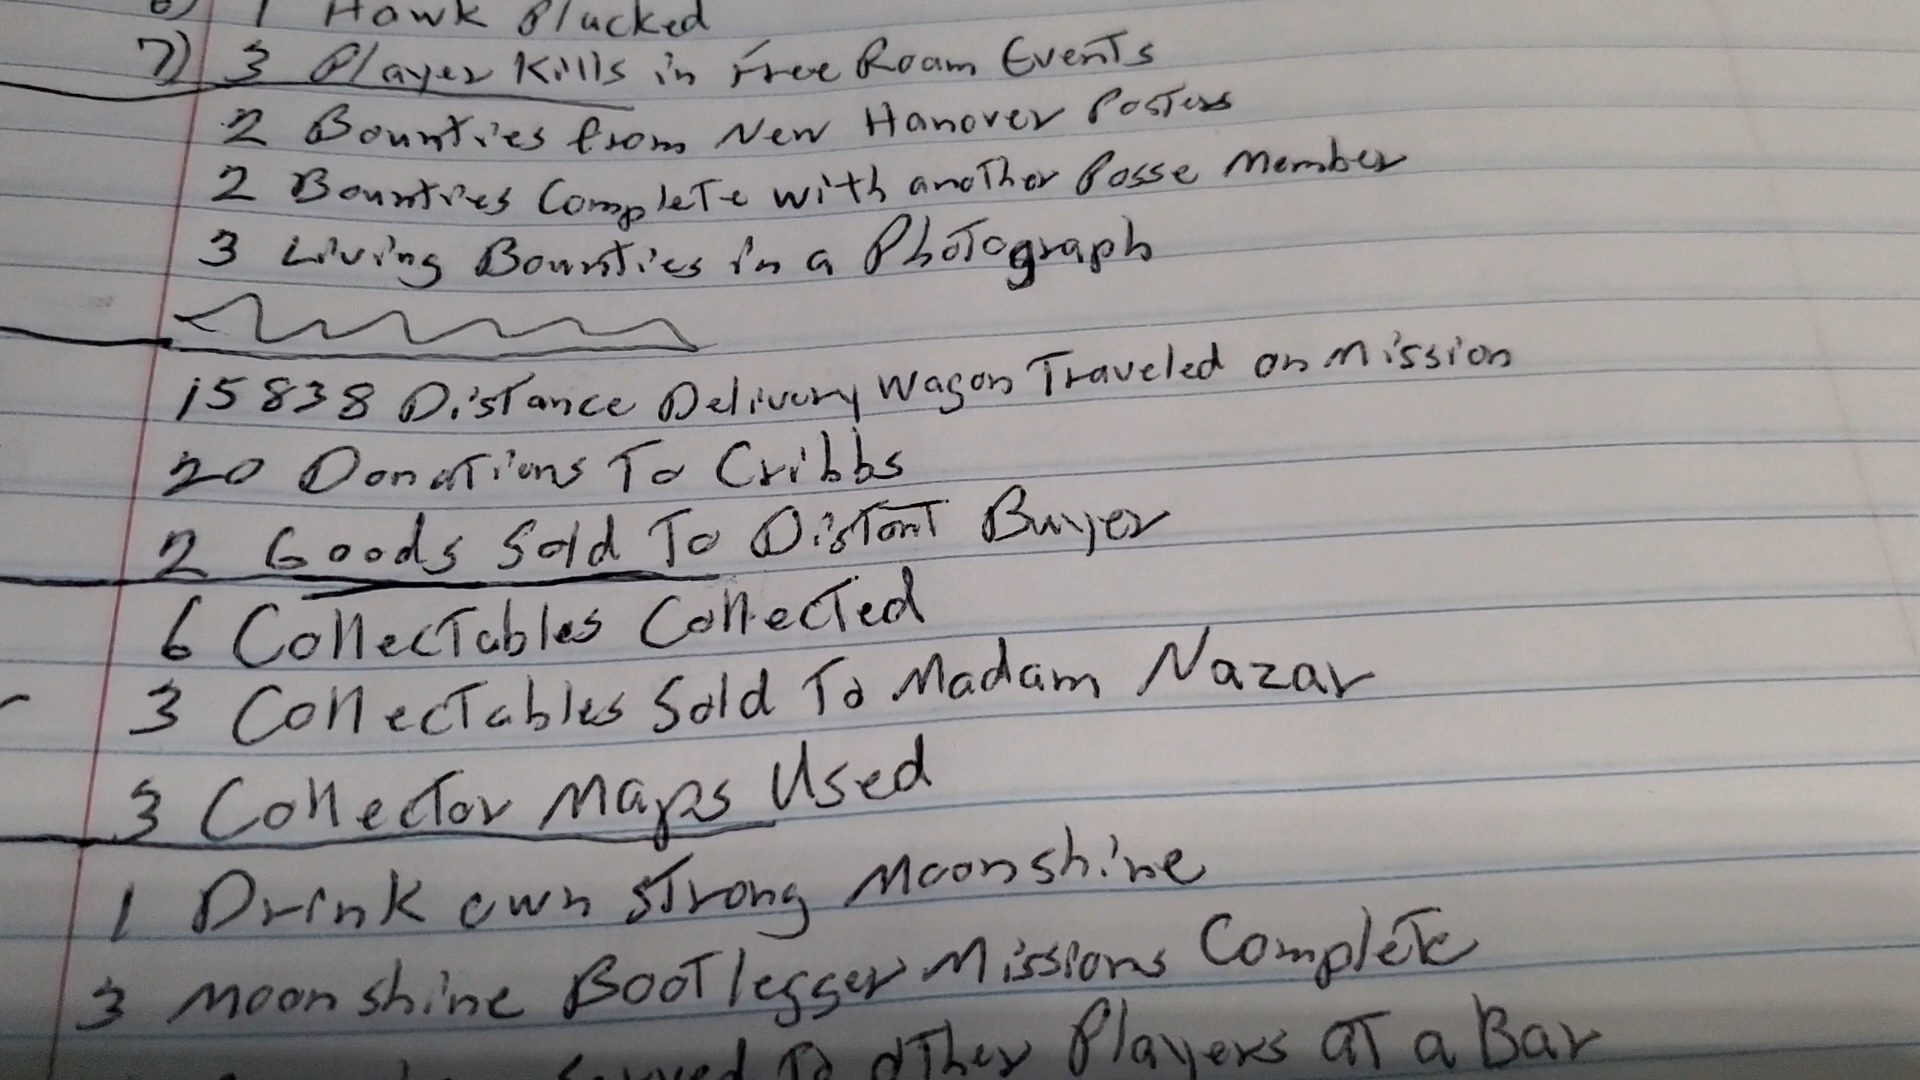 6) 1 Hawk Plucked
7) 3 Player Kills in Free Roam Events
2 Bounties from New Hanover Posters
2 Bounties Complete with another Posse Member
3 Living Bounties in a Photograph
15838 Distance Delivery Wagon Traveled on Mission
20 Donations To Cribbs
2 Goods Sold To Distant Buyer
6 Collectables Collected
3 Collectables Sold To Madam Nazar
3 Collector Maps Used
1 Drink own strong Moonshine
3 Moonshine Bootlegger Missions Complete
Served To other Players at a Bar